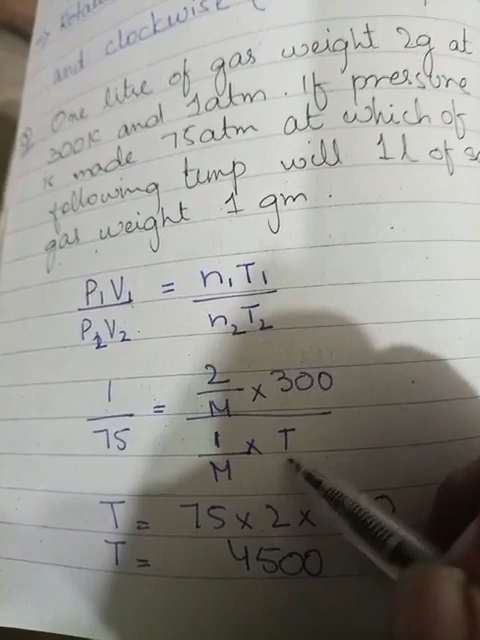 → Rotat
and clockwise (
Q One litre of gas weight 2g at
300K and 1atm. If pressure
is made 75atm at which of
following temp will 1l of s
gas weight 1 gm.
P₁V₁ / P₂V₂ = n₁T₁ / n₂T₂
1 / 75 = 2/M × 300 / 1/M × T
T = 75 × 2 ×
T = 4500